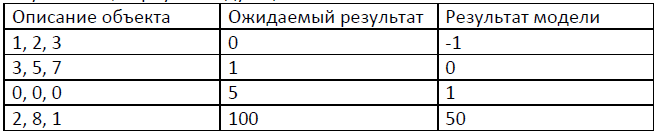 Описание объекта Ожидаемый результат Результат модели
1, 2, 3 0 -1
3, 5, 7 1 0
0, 0, 0 5 1
2, 8, 1 100 50